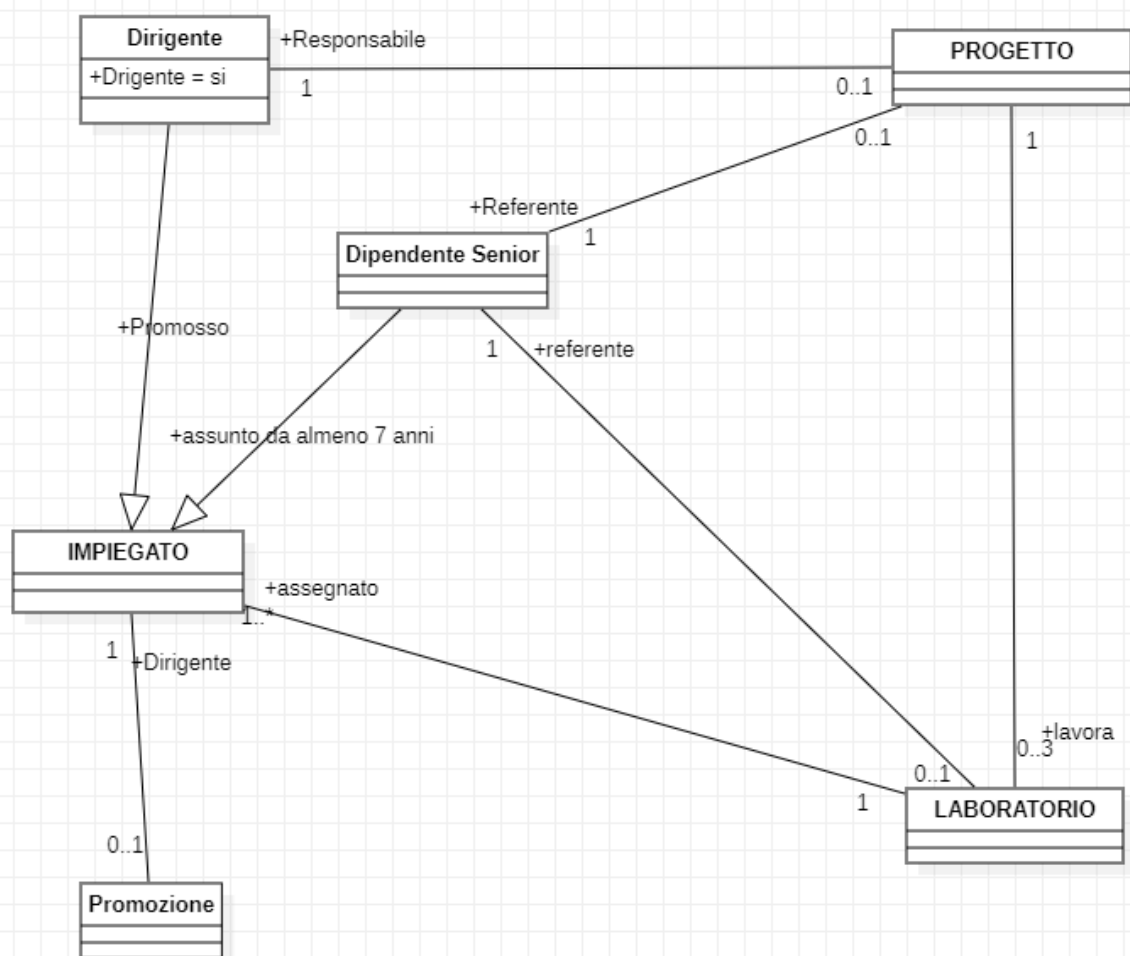 Dirigente
+Drigente = si
+Responsabile
1
0..1
PROGETTO
0..1
1
+Referente
1
Dipendente Senior
1
+referente
+Promosso
+assunto da almeno 7 anni
IMPIEGATO
+assegnato
1..*
1
+Dirigente
+lavora
0..3
0..1
1
LABORATORIO
0..1
Promozione